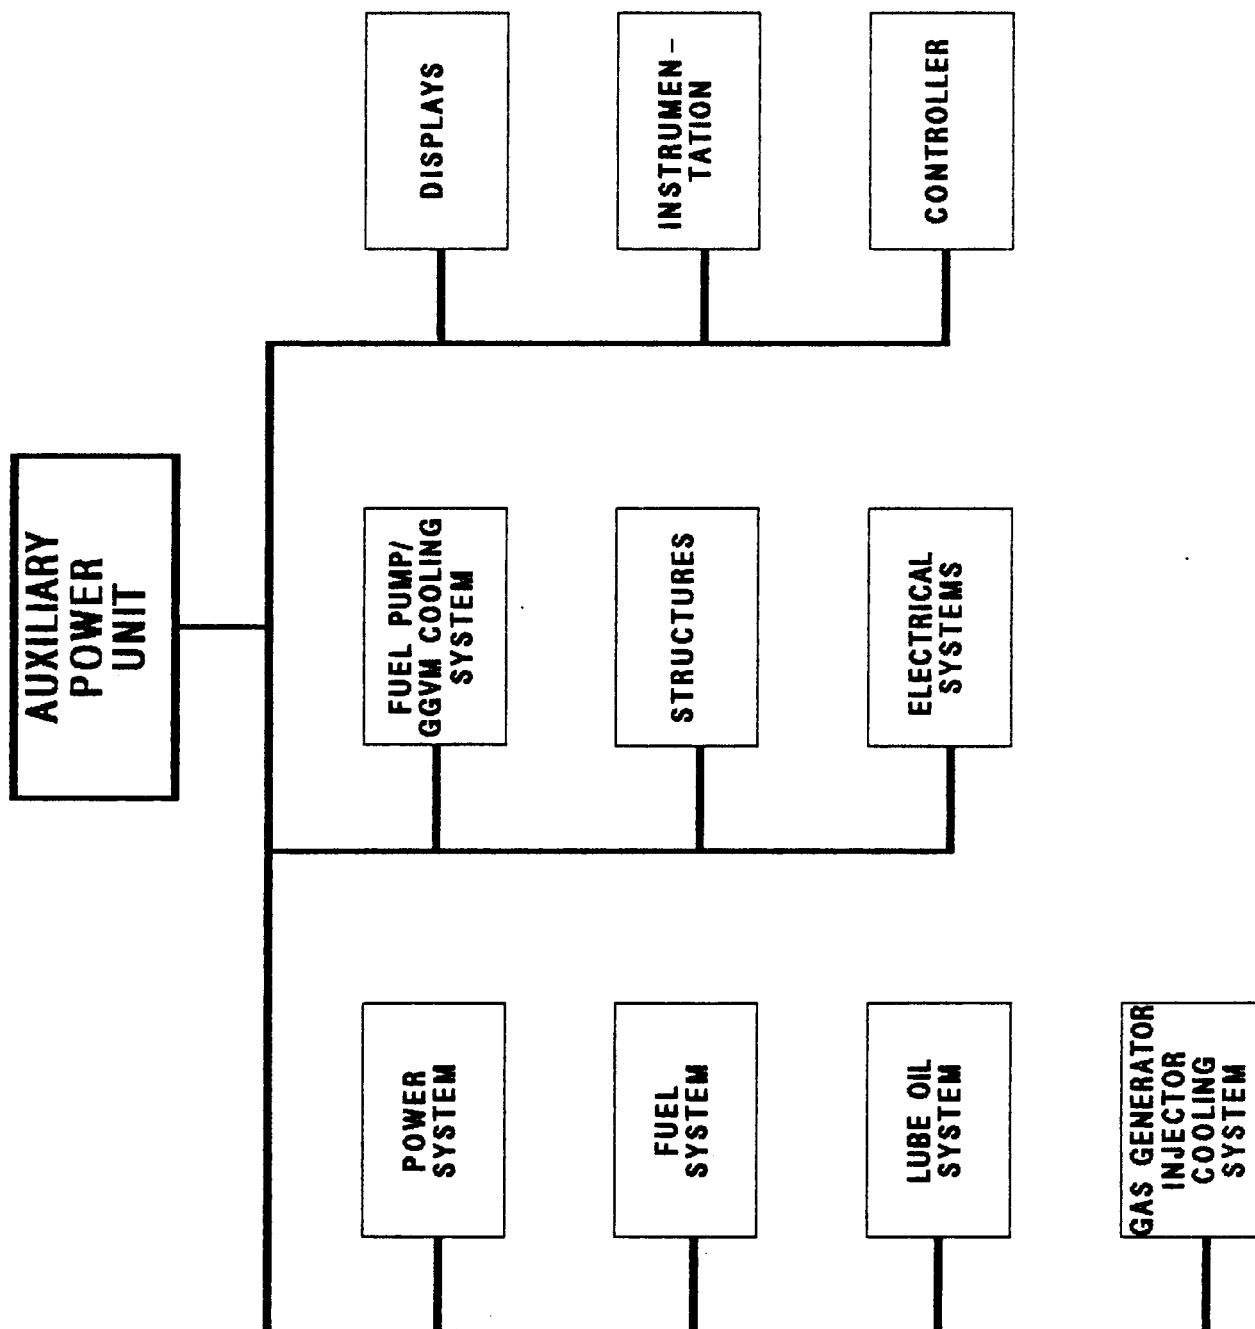 AUXILIARY
POWER
UNIT
POWER
SYSTEM
FUEL
SYSTEM
LUBE OIL
SYSTEM
GAS GENERATOR
INJECTOR
COOLING
SYSTEM
FUEL PUMP/
GGVM COOLING
SYSTEM
STRUCTURES
ELECTRICAL
SYSTEMS
DISPLAYS
INSTRUMEN-
TATION
CONTROLLER